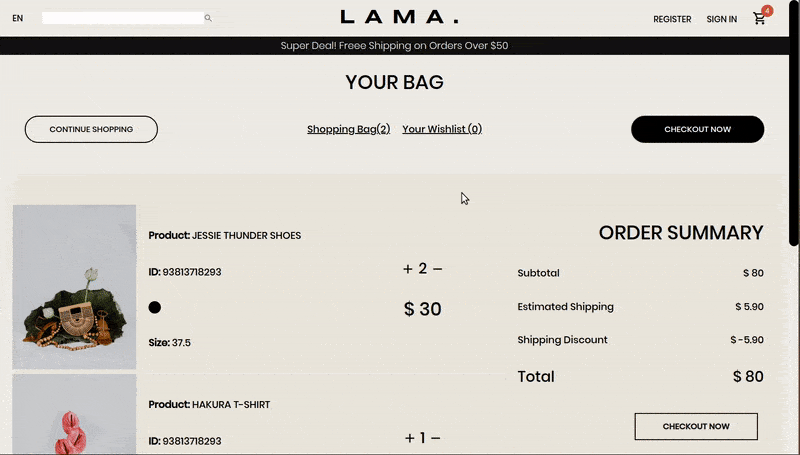 EN
LAMA.
REGISTER SIGN IN 4
Super Deal! Freee Shipping on Orders Over $50
YOUR BAG
CONTINUE SHOPPING
Shopping Bag(2) Your Wishlist (0)
CHECKOUT NOW
Product: JESSIE THUNDER SHOES
ID: 93813718293
Size: 37.5
+ 2 −
$ 30
Product: HAKURA T-SHIRT
ID: 93813718293
+ 1 −
ORDER SUMMARY
Subtotal $ 80
Estimated Shipping $ 5.90
Shipping Discount $ -5.90
Total $ 80
CHECKOUT NOW